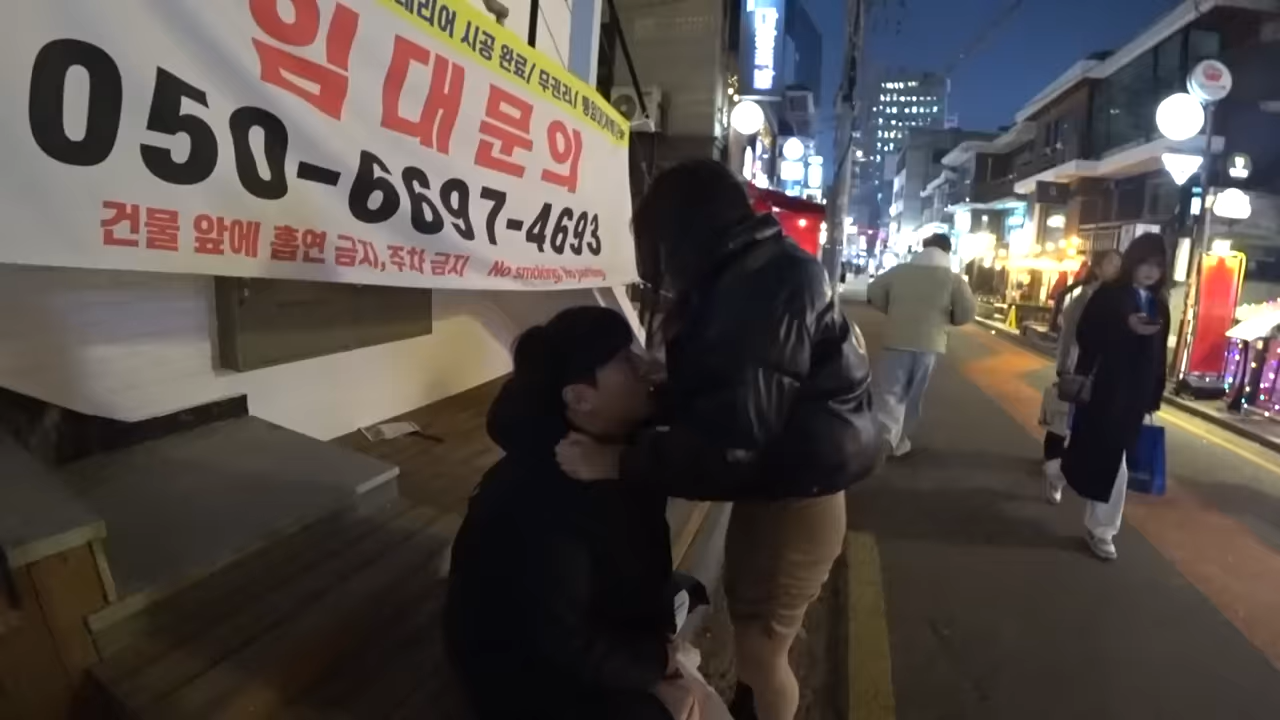 테리어 시공 완료/ 무권리/
임대문의
050-6697-4693
건물 앞에 흡연 금지,주차 금지 No smoking, No parking